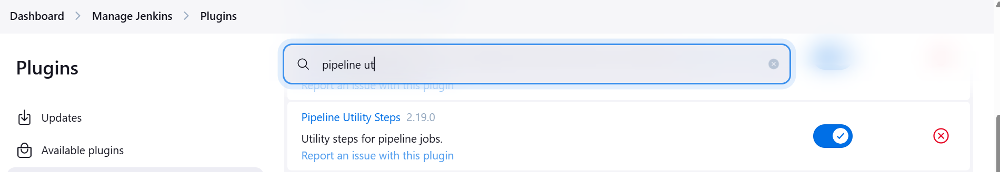 Dashboard > Manage Jenkins > Plugins
Plugins
Updates
Available plugins
pipeline ut
Report an issue with this plugin
Pipeline Utility Steps 2.19.0
Utility steps for pipeline jobs.
Report an issue with this plugin